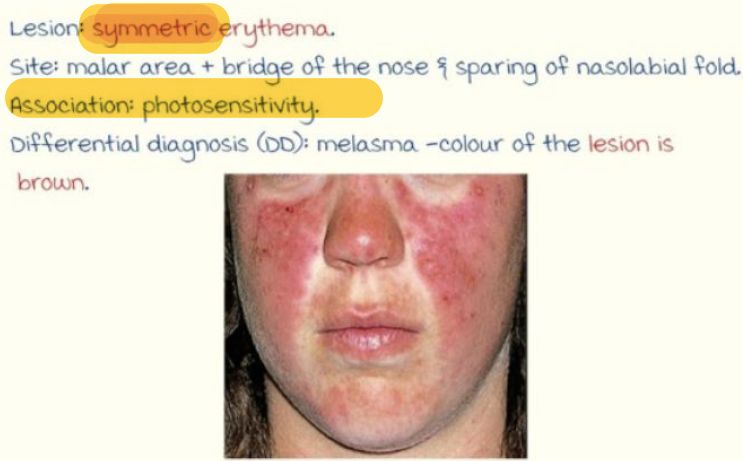 Lesion: symmetric erythema.
Site: malar area + bridge of the nose & sparing of nasolabial fold.
Association: photosensitivity.
Differential diagnosis (DD): melasma -colour of the lesion is
brown.